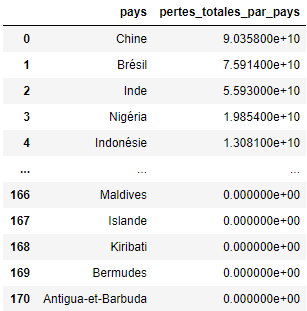 pays pertes_totales_par_pays
0 Chine 9.035800e+10
1 Brésil 7.591400e+10
2 Inde 5.593000e+10
3 Nigéria 1.985400e+10
4 Indonésie 1.308100e+10
... ... ...
166 Maldives 0.000000e+00
167 Islande 0.000000e+00
168 Kiribati 0.000000e+00
169 Bermudes 0.000000e+00
170 Antigua-et-Barbuda 0.000000e+00